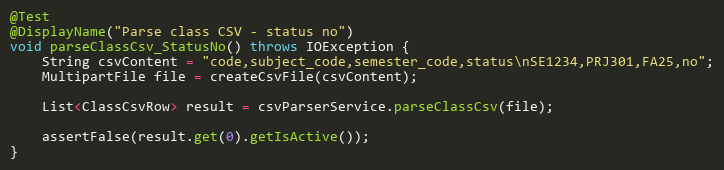 @Test
@DisplayName("Parse class CSV - status no")
void parseClassCsv_StatusNo() throws IOException {
    String csvContent = "code,subject_code,semester_code,status\nSE1234,PRJ301,FA25,no";
    MultipartFile file = createCsvFile(csvContent);

    List<ClassCsvRow> result = csvParserService.parseClassCsv(file);

    assertFalse(result.get(0).getIsActive());
}